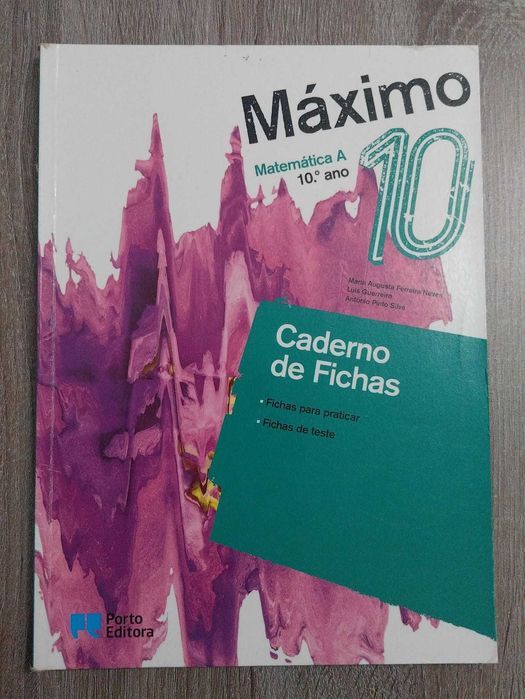 Máximo
10
Matemática A
10.º ano
Maria Augusta Ferreira Neves
Luís Guerreiro
António Pinto Silva
Caderno
de Fichas
• Fichas para praticar
• Fichas de teste
Porto
Editora